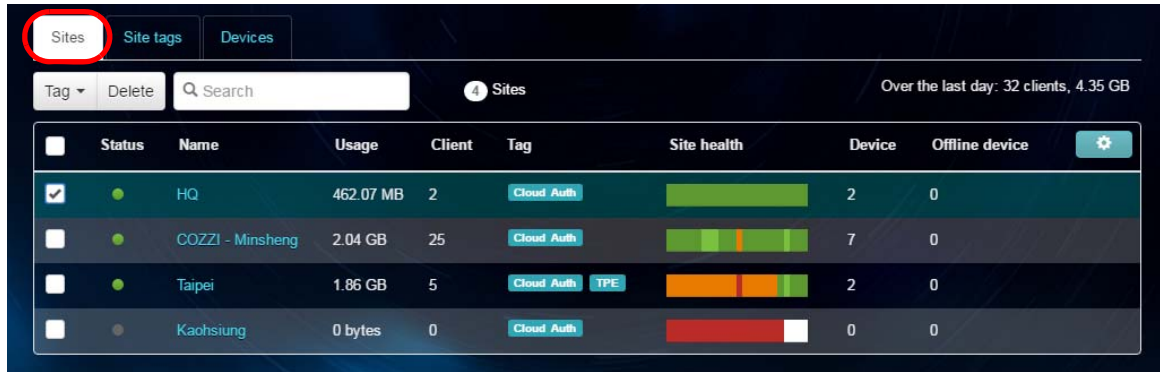 Sites Site tags Devices
Tag Delete Search 4 Sites Over the last day: 32 clients, 4.35 GB
Status Name Usage Client Tag Site health Device Offline device
HQ 462.07 MB 2 Cloud Auth 2 0
COZZI - Minsheng 2.04 GB 25 Cloud Auth 7 0
Taipei 1.86 GB 5 Cloud Auth TPE 2 0
Kaohsiung 0 bytes 0 Cloud Auth 0 0